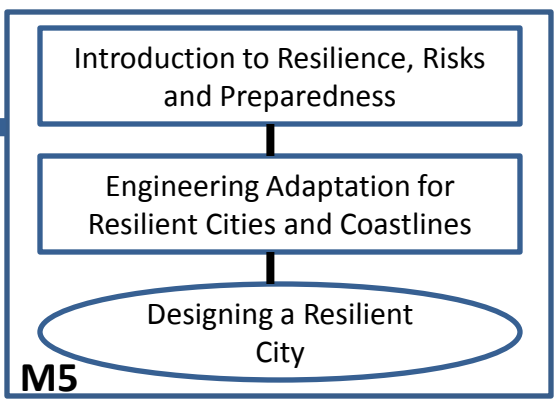 Introduction to Resilience, Risks
and Preparedness
Engineering Adaptation for
Resilient Cities and Coastlines
Designing a Resilient
City
M5